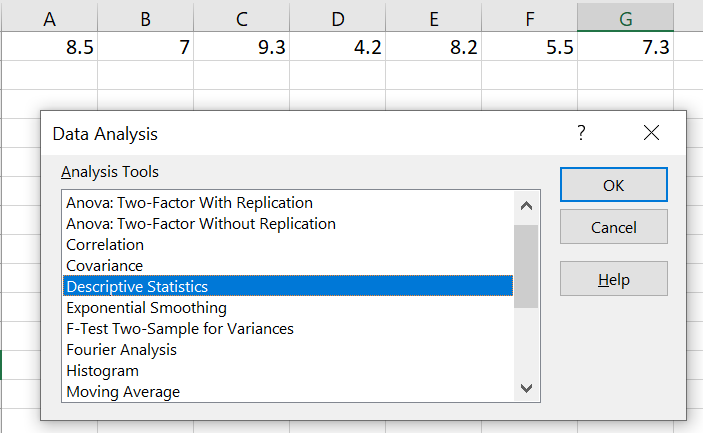 A B C D E F G
8.5 7 9.3 4.2 8.2 5.5 7.3
Data Analysis ?
Analysis Tools
Anova: Two-Factor With Replication
Anova: Two-Factor Without Replication
Correlation
Covariance
Descriptive Statistics
Exponential Smoothing
F-Test Two-Sample for Variances
Fourier Analysis
Histogram
Moving Average
OK
Cancel
Help